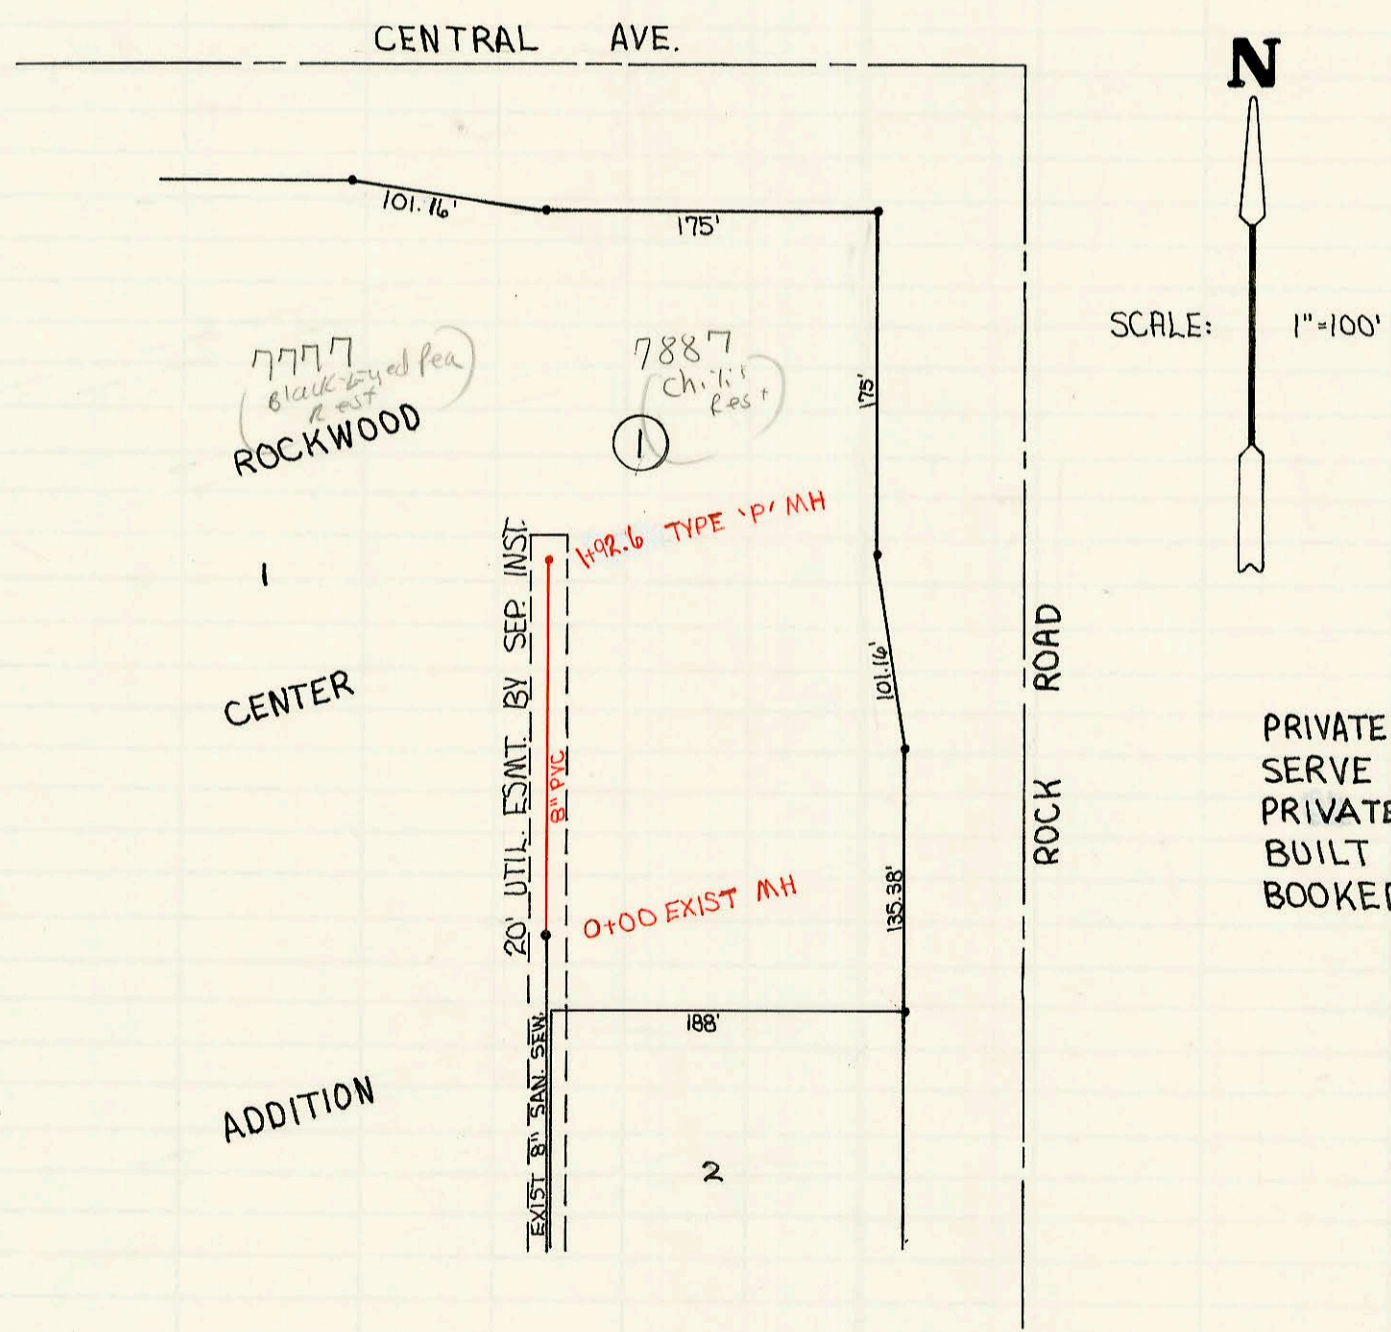 CENTRAL AVE.
N
101.16'
175'
SCALE: 1"=100'
7777
(Black-Eyed Pea
Rest)
7887
(Chili's
Rest)
175'
ROCKWOOD
1
1+92.6 TYPE 'P' MH
20' UTIL. ESMT. BY SEP. INST.
1
101.16'
ROCK ROAD
CENTER
8" PVC
PRIVATE
SERVE
PRIVATE
BUILT
BOOKED
0+00 EXIST MH
135.38'
188'
EXIST 8" SAN. SEW.
ADDITION
2